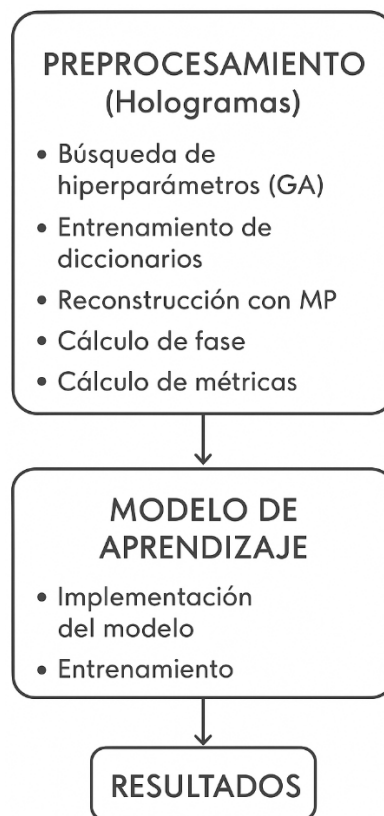 PREPROCESAMIENTO
(Hologramas)
• Búsqueda de
hiperparámetros (GA)
• Entrenamiento de
diccionarios
• Reconstrucción con MP
• Cálculo de fase
• Cálculo de métricas
MODELO DE
APRENDIZAJE
• Implementación
del modelo
• Entrenamiento
RESULTADOS